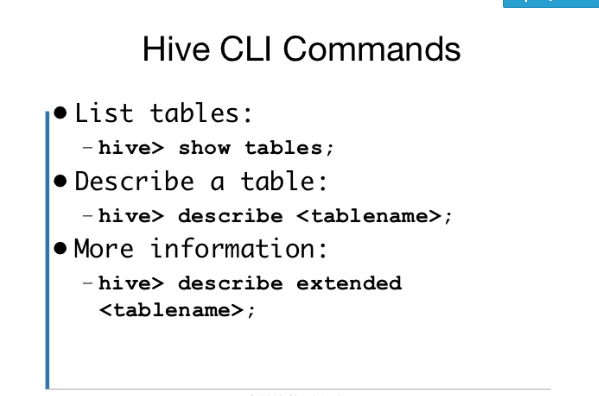 Hive CLI Commands
● List tables:
– hive> show tables;
● Describe a table:
– hive> describe <tablename>;
● More information:
– hive> describe extended
<tablename>;